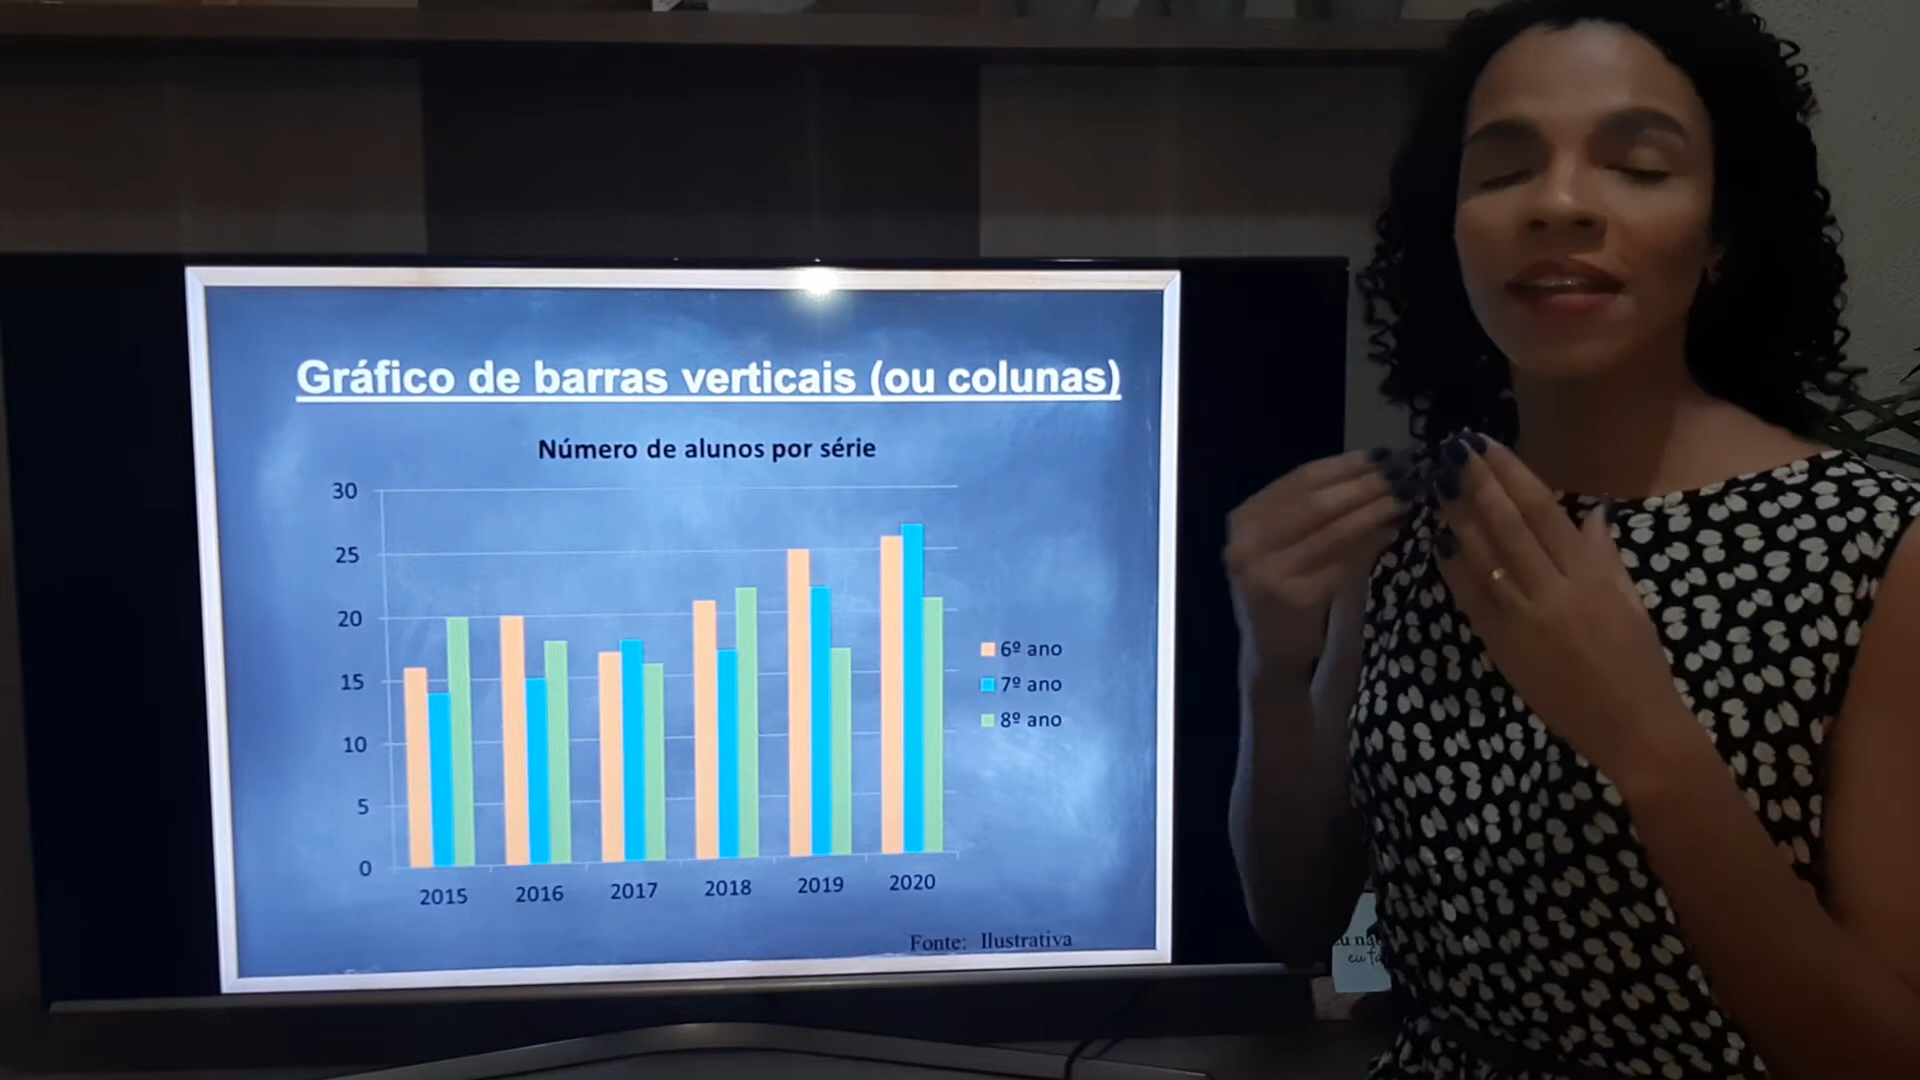 Gráfico de barras verticais (ou colunas)
Número de alunos por série
30
25
20
15
10
5
0
2015 2016 2017 2018 2019 2020
6º ano
7º ano
8º ano
Fonte: Ilustrativa